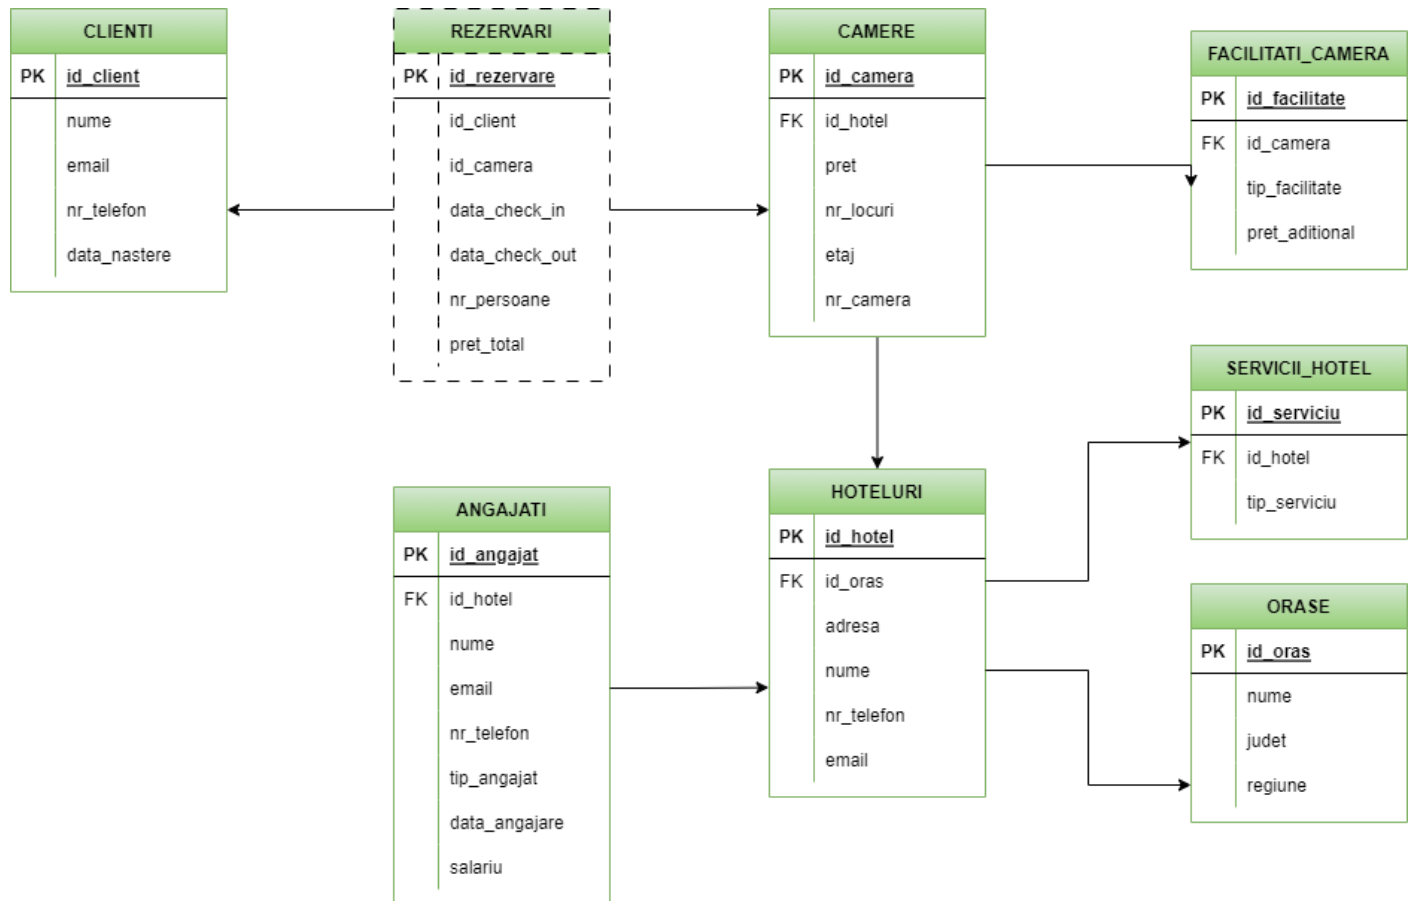 CLIENTI
PK id_client
nume
email
nr_telefon
data_nastere
REZERVARI
PK id_rezervare
id_client
id_camera
data_check_in
data_check_out
nr_persoane
pret_total
CAMERE
PK id_camera
FK id_hotel
pret
nr_locuri
etaj
nr_camera
FACILITATI_CAMERA
PK id_facilitate
FK id_camera
tip_facilitate
pret_aditional
SERVICII_HOTEL
PK id_serviciu
FK id_hotel
tip_serviciu
ANGAJATI
PK id_angajat
FK id_hotel
nume
email
nr_telefon
tip_angajat
data_angajare
salariu
HOTELURI
PK id_hotel
FK id_oras
adresa
nume
nr_telefon
email
ORASE
PK id_oras
nume
judet
regiune